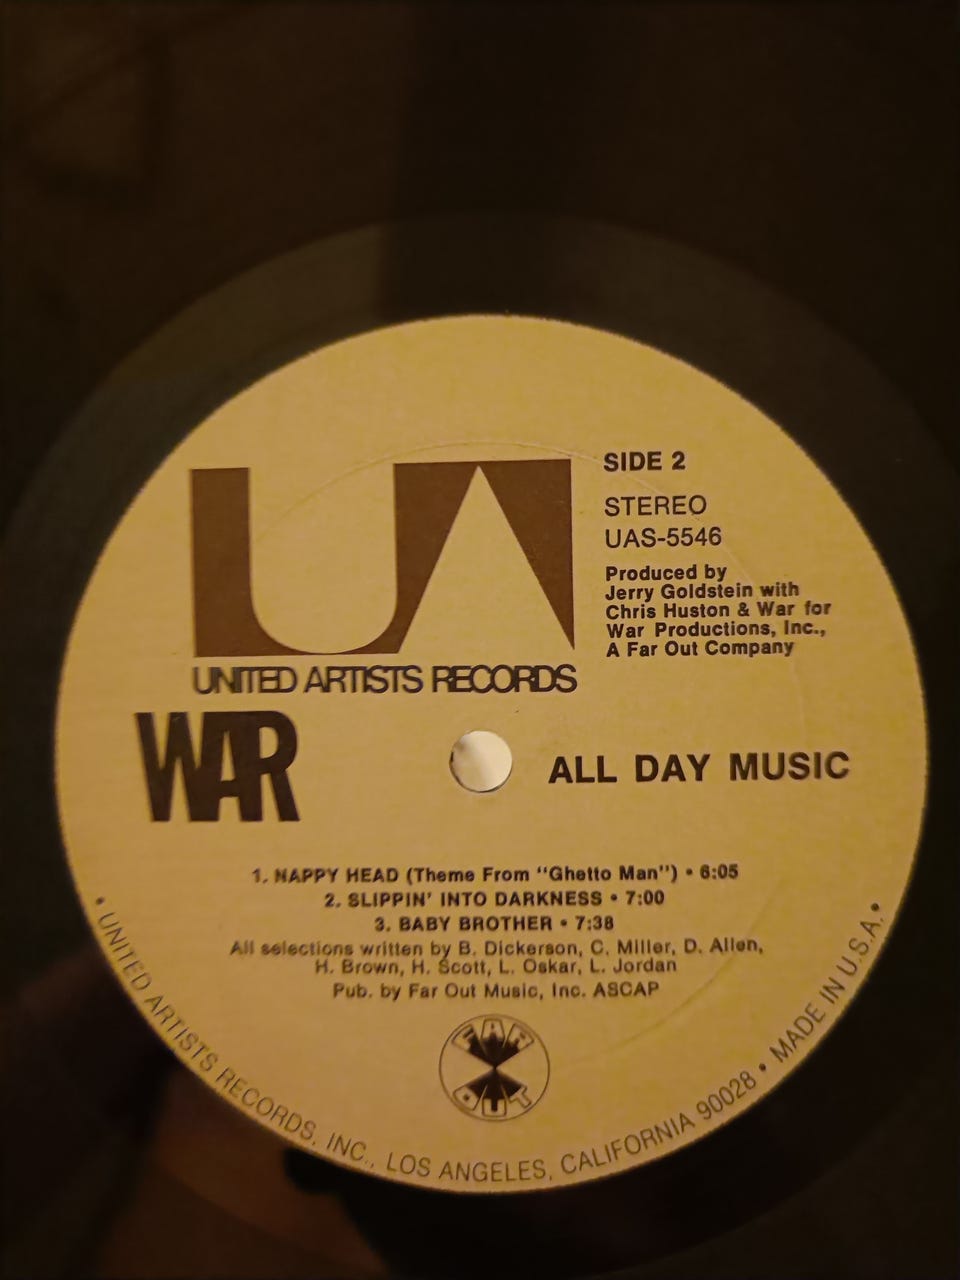 UA
UNITED ARTISTS RECORDS
SIDE 2
STEREO
UAS-5546
Produced by
Jerry Goldstein with
Chris Huston & War for
War Productions, Inc.,
A Far Out Company
WAR
ALL DAY MUSIC
1. NAPPY HEAD (Theme From "Ghetto Man") • 6:05
2. SLIPPIN' INTO DARKNESS • 7:00
3. BABY BROTHER • 7:38
All selections written by B. Dickerson, C. Miller, D. Allen,
H. Brown, H. Scott, L. Oskar, L. Jordan
Pub. by Far Out Music, Inc. ASCAP
FAR
OUT
• UNITED ARTISTS RECORDS, INC., LOS ANGELES, CALIFORNIA 90028 • MADE IN U.S.A. •